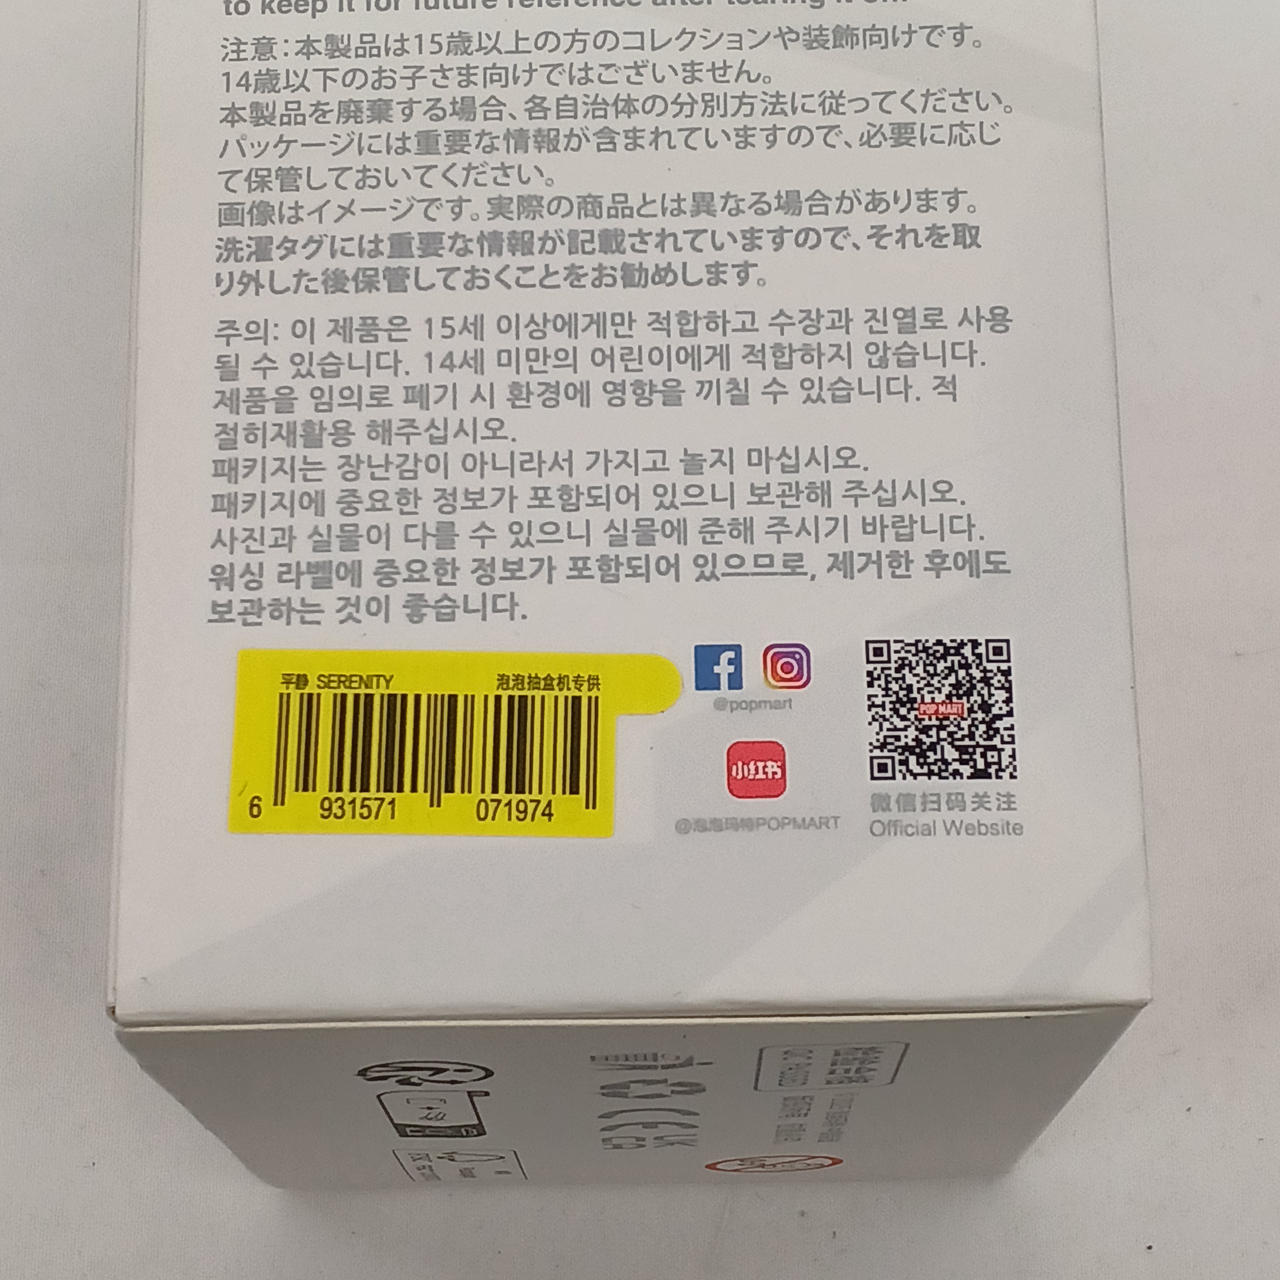 to keep it for future reference after tearing it off.
注意：本製品は15歳以上の方のコレクションや装飾向けです。
14歳以下のお子さま向けではございません。
本製品を廃棄する場合、各自治体の分別方法に従ってください。
パッケージには重要な情報が含まれていますので、必要に応じ
て保管しておいてください。
画像はイメージです。実際の商品とは異なる場合があります。
洗濯タグには重要な情報が記載されていますので、それを取
り外した後保管しておくことをお勧めします。
주의: 이 제품은 15세 이상에게만 적합하고 수장과 진열로 사용
될 수 있습니다. 14세 미만의 어린이에게 적합하지 않습니다.
제품을 임의로 폐기 시 환경에 영향을 끼칠 수 있습니다. 적
절히재활용 해주십시오.
패키지는 장난감이 아니라서 가지고 놀지 마십시오.
패키지에 중요한 정보가 포함되어 있으니 보관해 주십시오.
사진과 실물이 다를 수 있으니 실물에 준해 주시기 바랍니다.
워싱 라벨에 중요한 정보가 포함되어 있으므로, 제거한 후에도
보관하는 것이 좋습니다.
平静 SERENITY 泡泡抽盒机专供
6 931571 071974
@popmart
小红书
@泡泡玛特POPMART
POP MART
微信扫码关注
Official Website